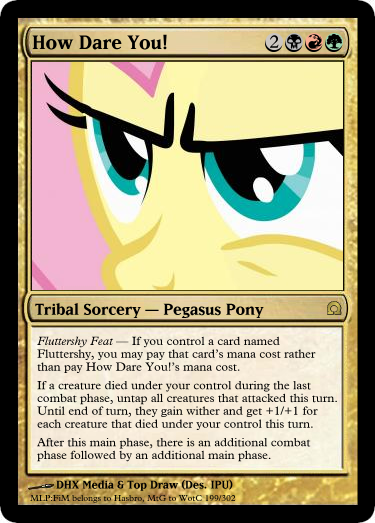 How Dare You! 2
Tribal Sorcery — Pegasus Pony
Fluttershy Feat — If you control a card named
Fluttershy, you may pay that card's mana cost rather
than pay How Dare You!'s mana cost.
If a creature died under your control during the last
combat phase, untap all creatures that attacked this turn.
Until end of turn, they gain wither and get +1/+1 for
each creature that died under your control this turn.
After this main phase, there is an additional combat
phase followed by an additional main phase.
DHX Media & Top Draw (Des. IPU)
MLP:FiM belongs to Hasbro, MtG to WotC 199/302